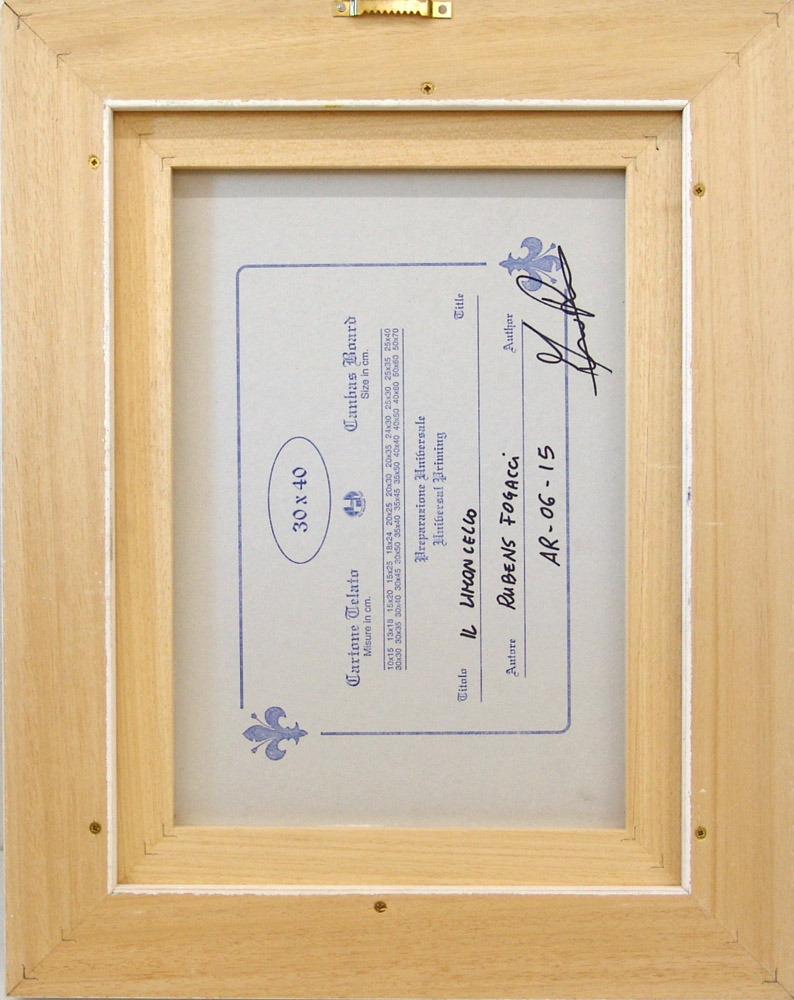 30 x 40
Cartone Telato Canvas Board
Misure in cm. Size in cm.
10x15 13x18 15x20 15x25 18x24 20x25 20x30 20x35 24x30 25x30 25x35 25x40
30x30 30x35 30x40 30x45 20x50 35x40 35x45 35x50 40x40 40x50 40x60 50x60 50x70
Preparazione Universale
Universal Priming
Titolo IL LIMONCELLO Title
Autore RUBENS FOGACCI Author
AR-06-15